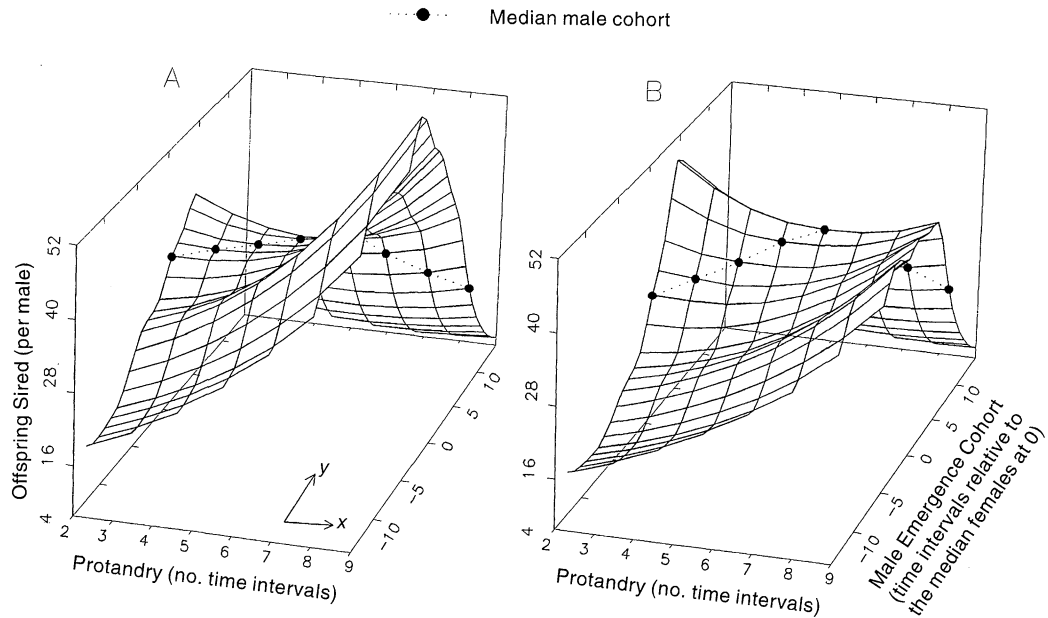 Median male cohort
A
B
Offspring Sired (per male)
52
40
28.
16
4
2 3 4 5 6 7 8 9
Protandry (no. time intervals)
-10 -5 0 5 10
y
x
52
40
28
16
4
2 3 4 5 6 7 8 9
Protandry (no. time intervals)
-10 -5 0 5 10
Male Emergence Cohort
(time intervals relative to
the median females at 0)